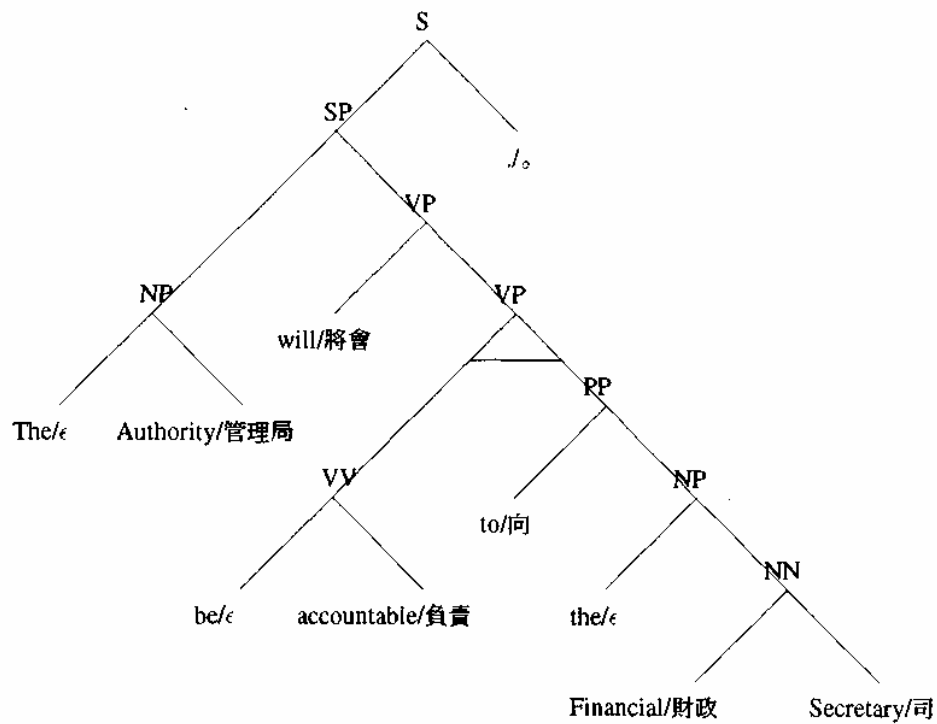 S
SP
./。
VP
NP
VP
will/將會
PP
The/ϵ Authority/管理局
VV
NP
to/向
NN
be/ϵ accountable/負責 the/ϵ
Financial/財政 Secretary/司